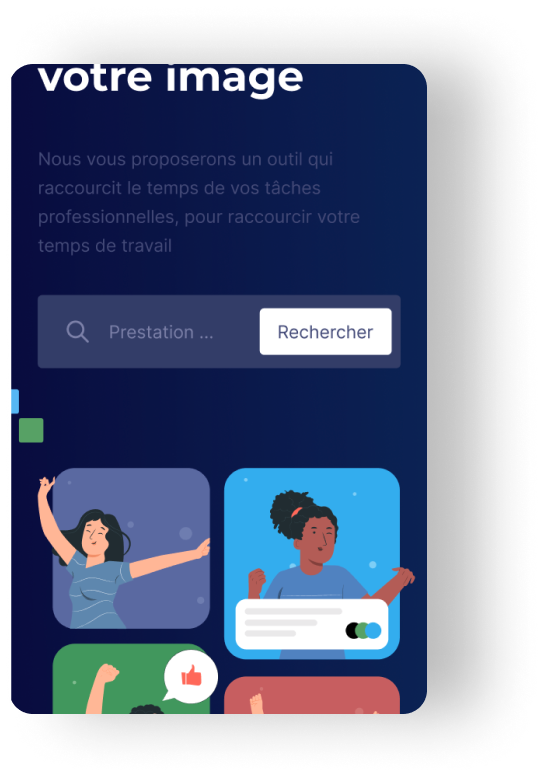 votre image
Nous vous proposerons un outil qui
raccourcit le temps de vos tâches
professionnelles, pour raccourcir votre
temps de travail
Prestation ...
Rechercher